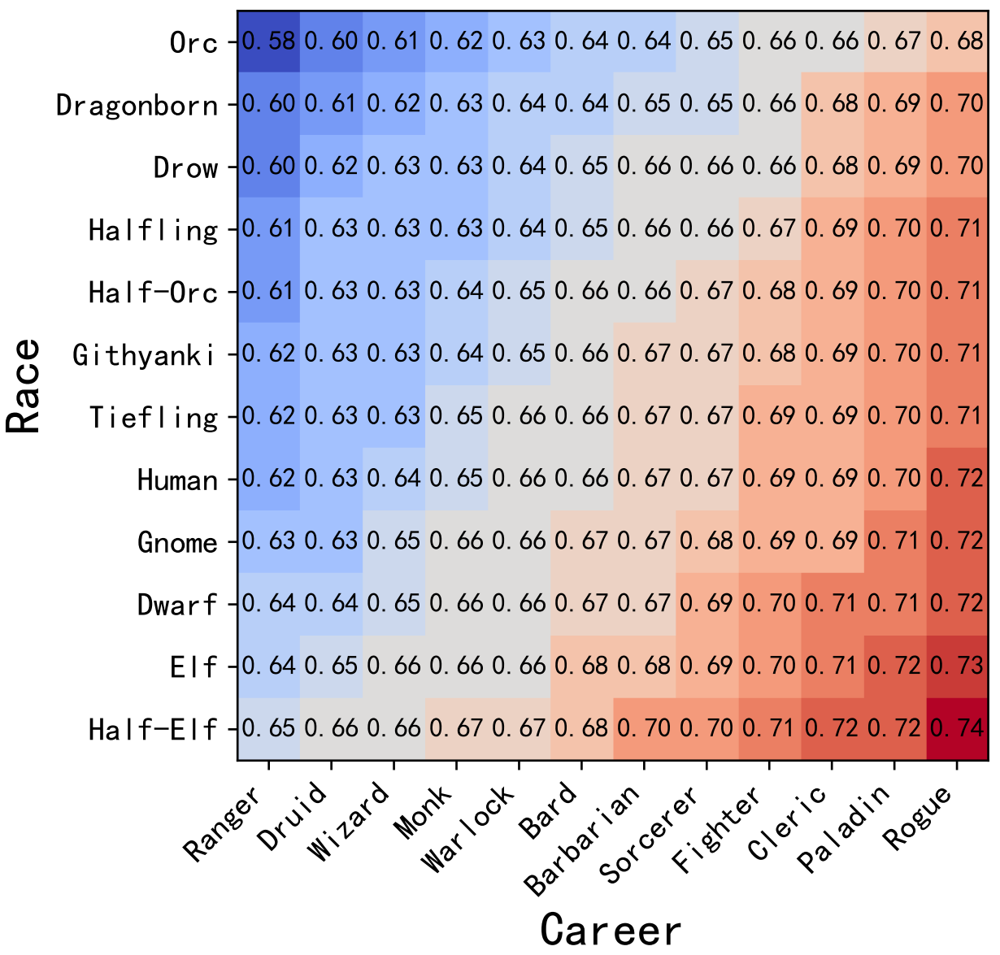 Orc 0.58 0.60 0.61 0.62 0.63 0.64 0.64 0.65 0.66 0.66 0.67 0.68
Dragonborn 0.60 0.61 0.62 0.63 0.64 0.64 0.65 0.65 0.66 0.68 0.69 0.70
Drow 0.60 0.62 0.63 0.63 0.64 0.65 0.66 0.66 0.66 0.68 0.69 0.70
Halfling 0.61 0.63 0.63 0.63 0.64 0.65 0.66 0.66 0.67 0.69 0.70 0.71
Half-Orc 0.61 0.63 0.63 0.64 0.65 0.66 0.66 0.67 0.68 0.69 0.70 0.71
Githyanki 0.62 0.63 0.63 0.64 0.65 0.66 0.67 0.67 0.68 0.69 0.70 0.71
Tiefling 0.62 0.63 0.63 0.65 0.66 0.66 0.67 0.67 0.69 0.69 0.70 0.71
Human 0.62 0.63 0.64 0.65 0.66 0.66 0.67 0.67 0.69 0.69 0.70 0.72
Gnome 0.63 0.63 0.65 0.66 0.66 0.67 0.67 0.68 0.69 0.69 0.71 0.72
Dwarf 0.64 0.64 0.65 0.66 0.66 0.67 0.67 0.69 0.70 0.71 0.71 0.72
Elf 0.64 0.65 0.66 0.66 0.66 0.68 0.68 0.69 0.70 0.71 0.72 0.73
Half-Elf 0.65 0.66 0.66 0.67 0.67 0.68 0.70 0.70 0.71 0.72 0.72 0.74
Race
Ranger Druid Wizard Monk Warlock Bard Barbarian Sorcerer Fighter Cleric Paladin Rogue
Career